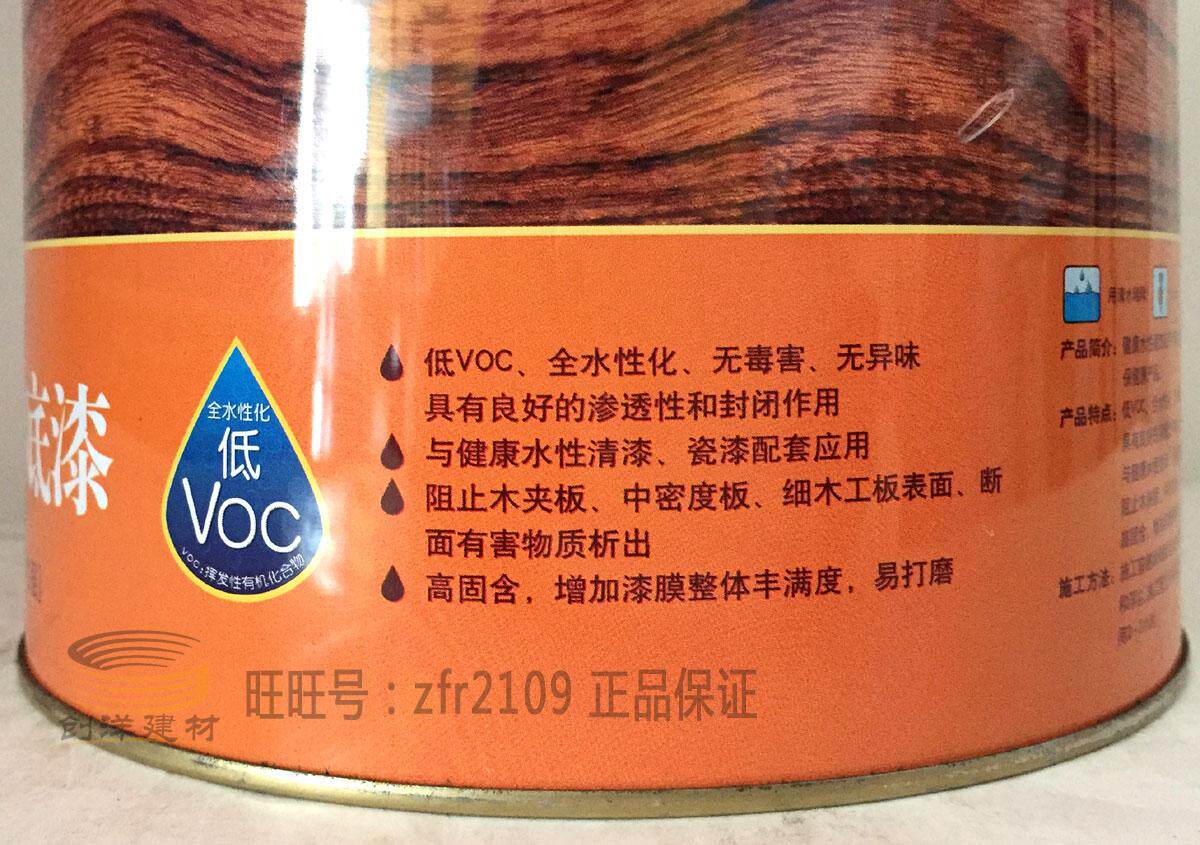 底漆
全水性化
低
VOC
VOC:挥发性有机化合物
低VOC、全水性化、无毒害、无异味
具有良好的渗透性和封闭作用
与健康水性清漆、瓷漆配套应用
阻止木夹板、中密度板、细木工板表面、断
面有害物质析出
高固含，增加漆膜整体丰满度，易打磨
产品简介：
产品特点：
施工方法：
创洋建材
旺旺号：zfr2109 正品保证